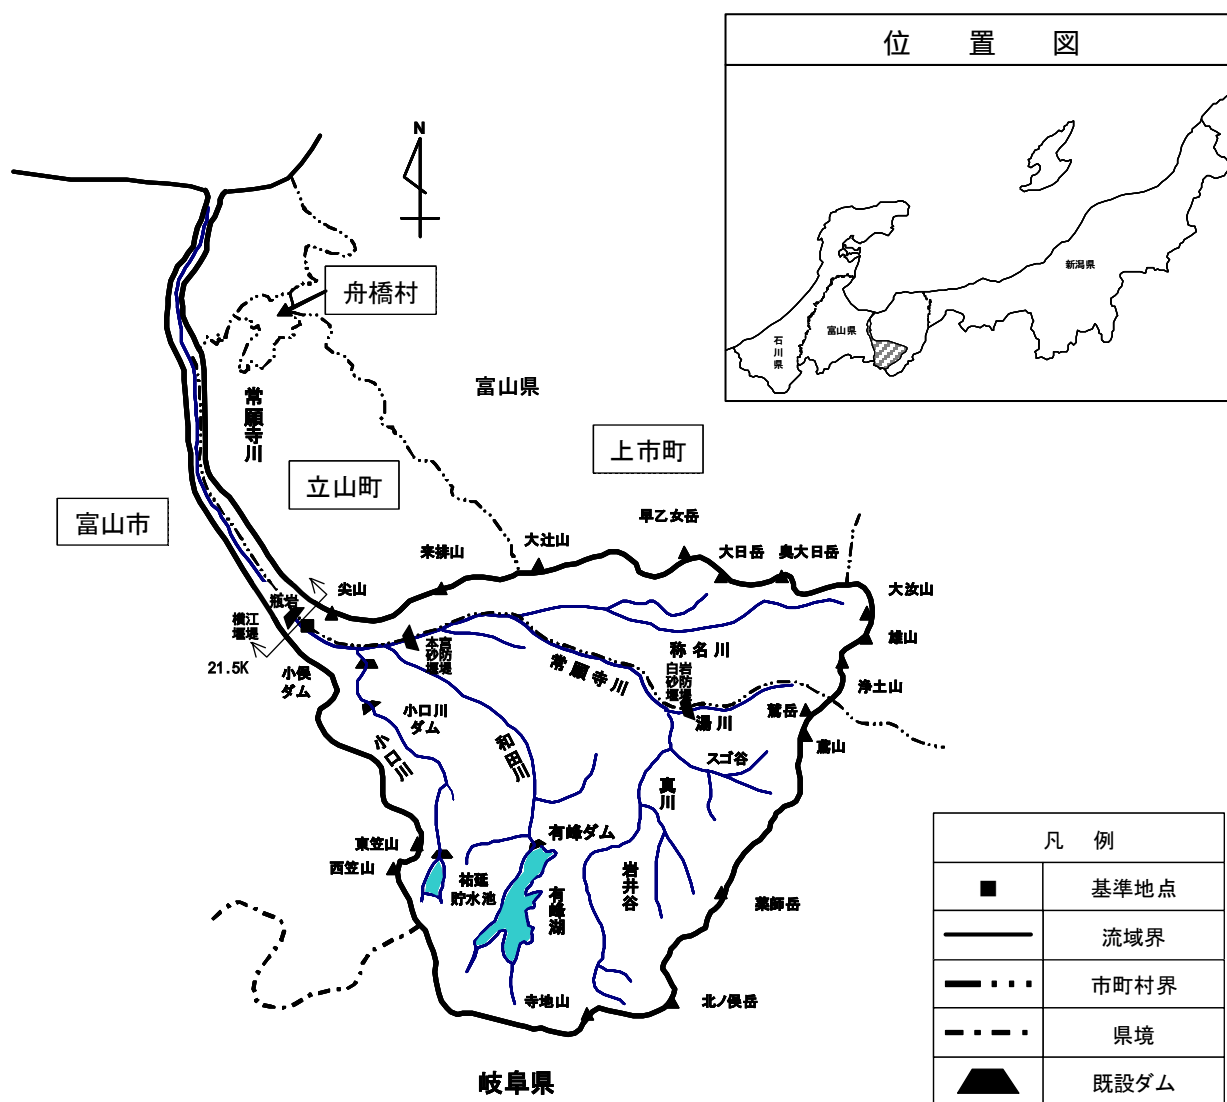 位置図
新潟県
富山県
石川県
N
舟橋村
富山県
常願寺川
上市町
立山町
富山市
早乙女岳
大辻山
大日岳
奥大日岳
来拝山
大汝山
尖山
瓶岩
横江
堰堤
雄山
称名川
本宮
砂防
堰堤
21.5K
小俣
ダム
常願寺川
白岩
砂防
堰堤
浄土山
鷲岳
湯川
小口川
ダム
鳶山
小口川
和田川
スゴ谷
真川
有峰ダム
東笠山
西笠山
祐延
貯水池
岩井谷
有峰湖
薬師岳
寺地山
北ノ俣岳
岐阜県
凡例
基準地点
流域界
市町村界
県境
既設ダム